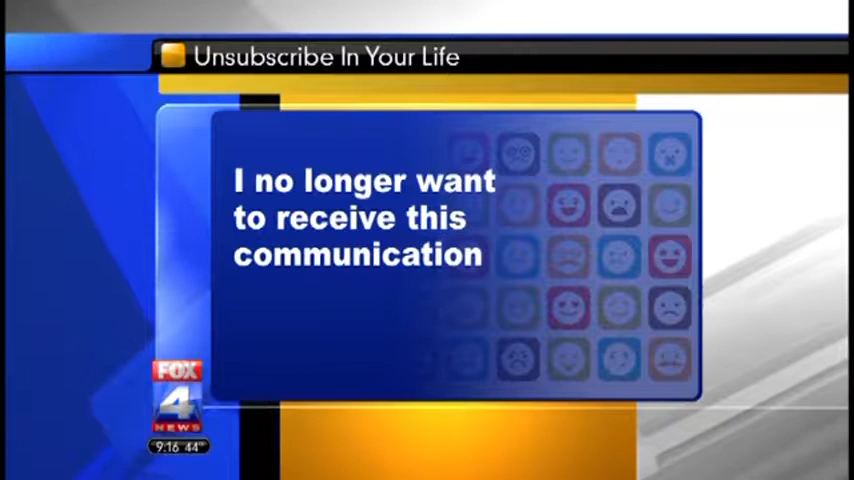 Unsubscribe In Your Life
I no longer want
to receive this
communication
FOX
4
NEWS
9:16 44°